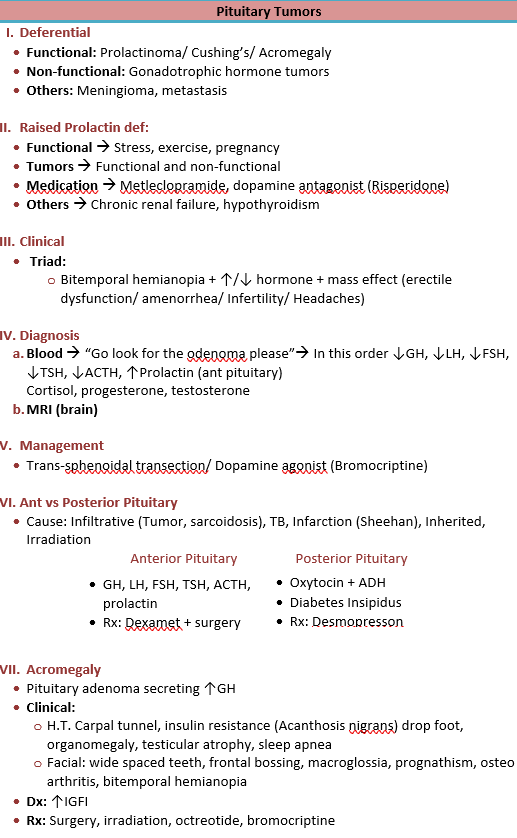 Pituitary Tumors
I. Deferential
• Functional: Prolactinoma/ Cushing’s/ Acromegaly
• Non-functional: Gonadotrophic hormone tumors
• Others: Meningioma, metastasis
II. Raised Prolactin def:
• Functional → Stress, exercise, pregnancy
• Tumors → Functional and non-functional
• Medication → Metleclopramide, dopamine antagonist (Risperidone)
• Others → Chronic renal failure, hypothyroidism
III. Clinical
• Triad:
o Bitemporal hemianopia + ↑/↓ hormone + mass effect (erectile
dysfunction/ amenorrhea/ Infertility/ Headaches)
IV. Diagnosis
a. Blood → “Go look for the odenoma please”→ In this order ↓GH, ↓LH, ↓FSH,
↓TSH, ↓ACTH, ↑Prolactin (ant pituitary)
Cortisol, progesterone, testosterone
b. MRI (brain)
V. Management
• Trans-sphenoidal transection/ Dopamine agonist (Bromocriptine)
VI. Ant vs Posterior Pituitary
• Cause: Infiltrative (Tumor, sarcoidosis), TB, Infarction (Sheehan), Inherited,
Irradiation
Anterior Pituitary
• GH, LH, FSH, TSH, ACTH,
prolactin
• Rx: Dexamet + surgery
Posterior Pituitary
• Oxytocin + ADH
• Diabetes Insipidus
• Rx: Desmopresson
VII. Acromegaly
• Pituitary adenoma secreting ↑GH
• Clinical:
o H.T. Carpal tunnel, insulin resistance (Acanthosis nigrans) drop foot,
organomegaly, testicular atrophy, sleep apnea
o Facial: wide spaced teeth, frontal bossing, macroglossia, prognathism, osteo
arthritis, bitemporal hemianopia
• Dx: ↑IGFI
• Rx: Surgery, irradiation, octreotide, bromocriptine